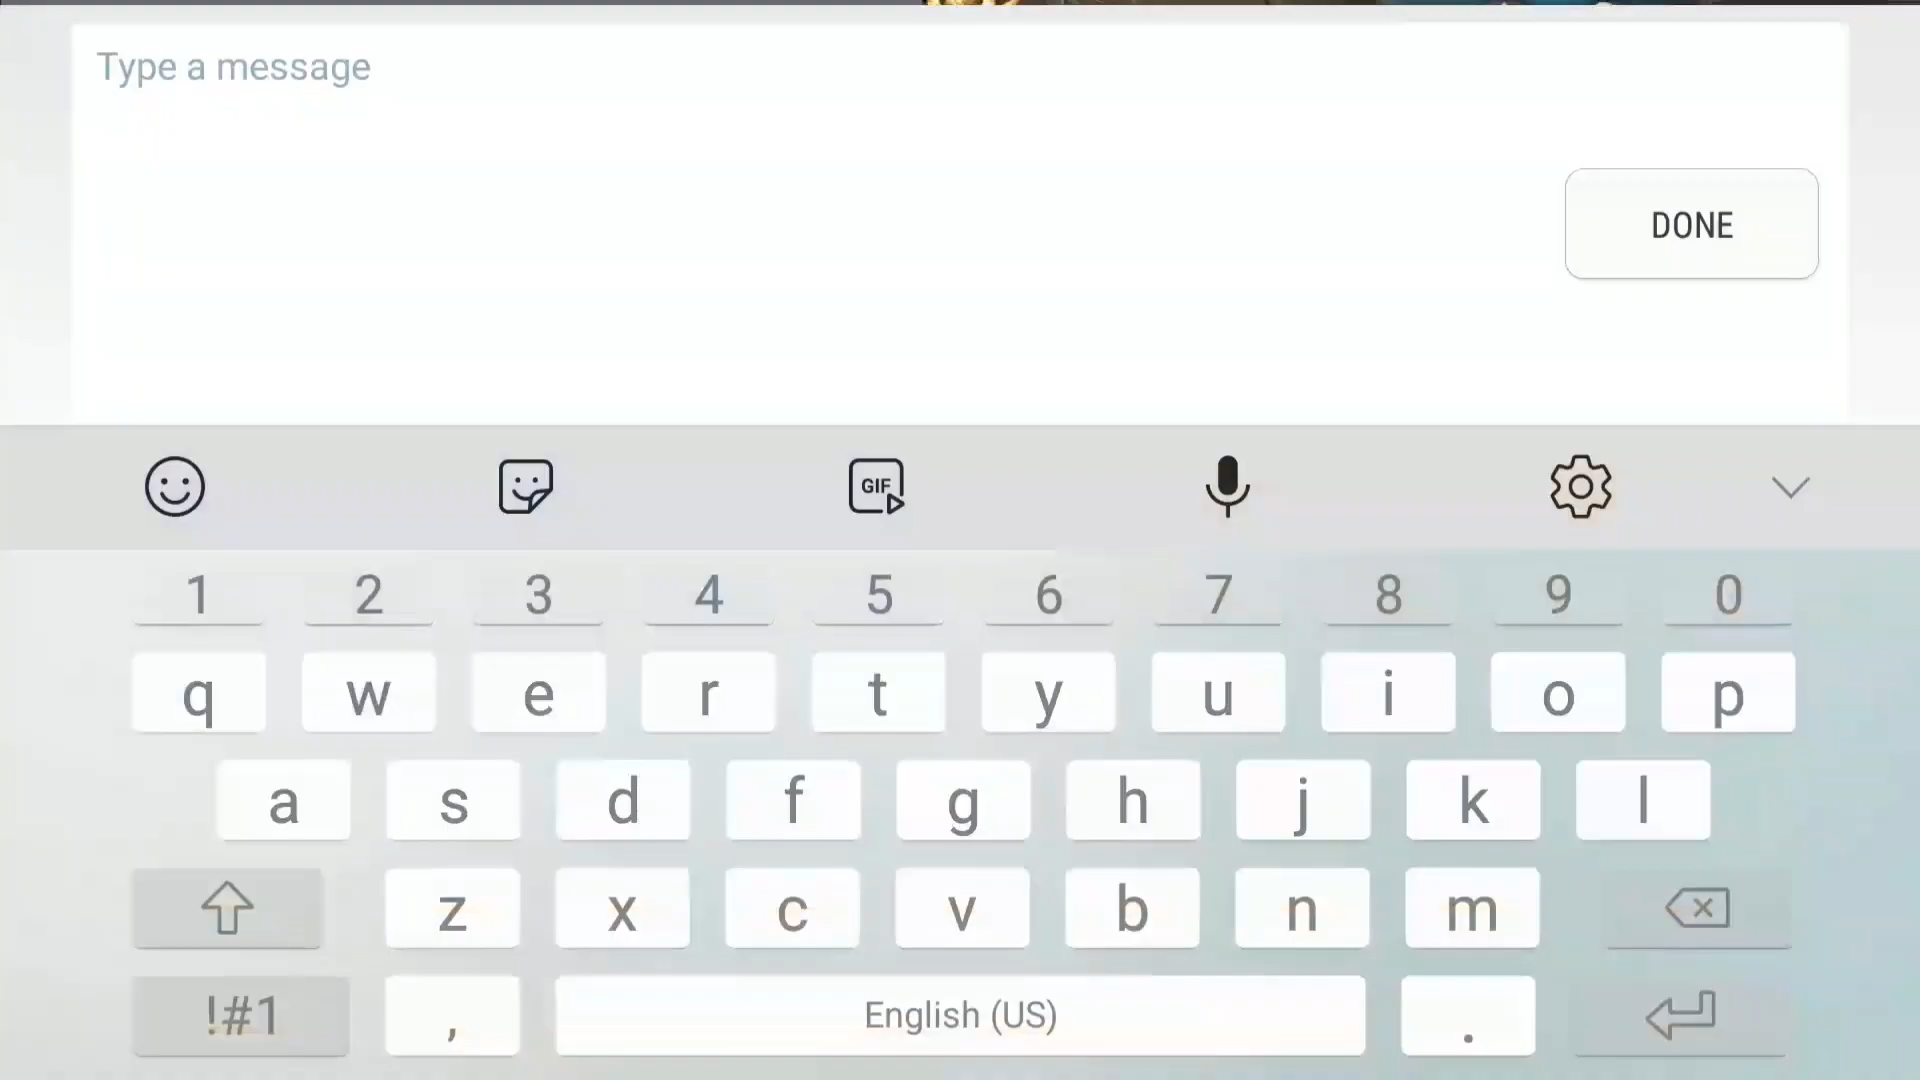 Type a message
DONE
GIF
1 2 3 4 5 6 7 8 9 0
q w e r t y u i o p
a s d f g h j k l
z x c v b n m
!#1 , English (US) .